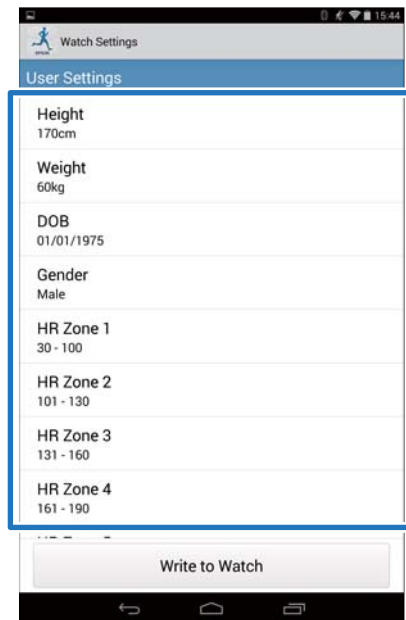 15:44
Watch Settings
User Settings
Height
170cm
Weight
60kg
DOB
01/01/1975
Gender
Male
HR Zone 1
30 - 100
HR Zone 2
101 - 130
HR Zone 3
131 - 160
HR Zone 4
161 - 190
Write to Watch